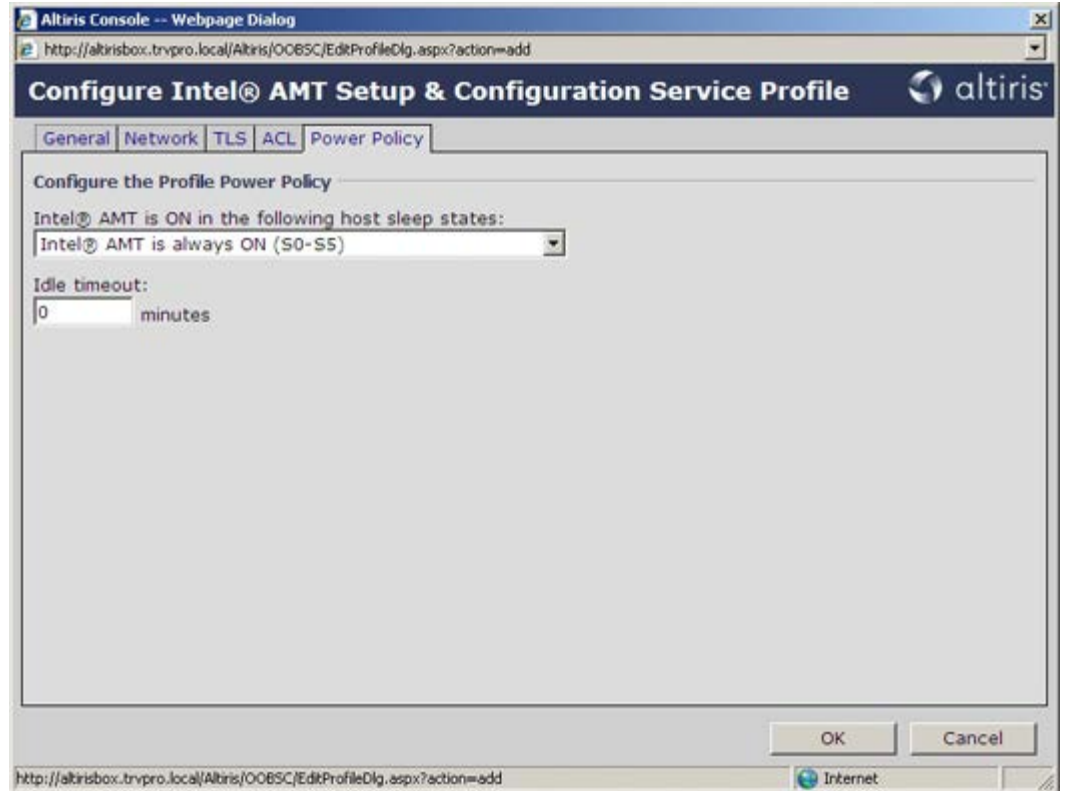 Altiris Console -- Webpage Dialog
http://altirisbox.trvpro.local/Altiris/OOBSC/EditProfileDlg.aspx?action=add
Configure Intel® AMT Setup & Configuration Service Profile
altiris
General Network TLS ACL Power Policy
Configure the Profile Power Policy
Intel® AMT is ON in the following host sleep states:
Intel® AMT is always ON (S0-S5)
Idle timeout:
0 minutes
OK Cancel
http://altirisbox.trvpro.local/Altiris/OOBSC/EditProfileDlg.aspx?action=add Internet